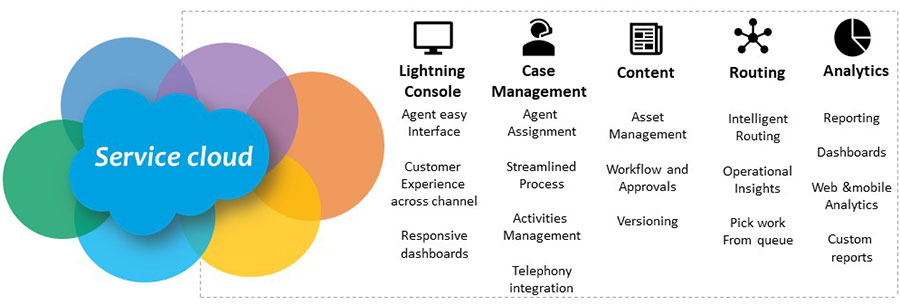 Service cloud
Lightning
Console
Agent easy
Interface
Customer
Experience
across channel
Responsive
dashboards
Case
Management
Agent
Assignment
Streamlined
Process
Activities
Management
Telephony
integration
Content
Asset
Management
Workflow and
Approvals
Versioning
Routing
Intelligent
Routing
Operational
Insights
Pick work
From queue
Analytics
Reporting
Dashboards
Web &mobile
Analytics
Custom
reports